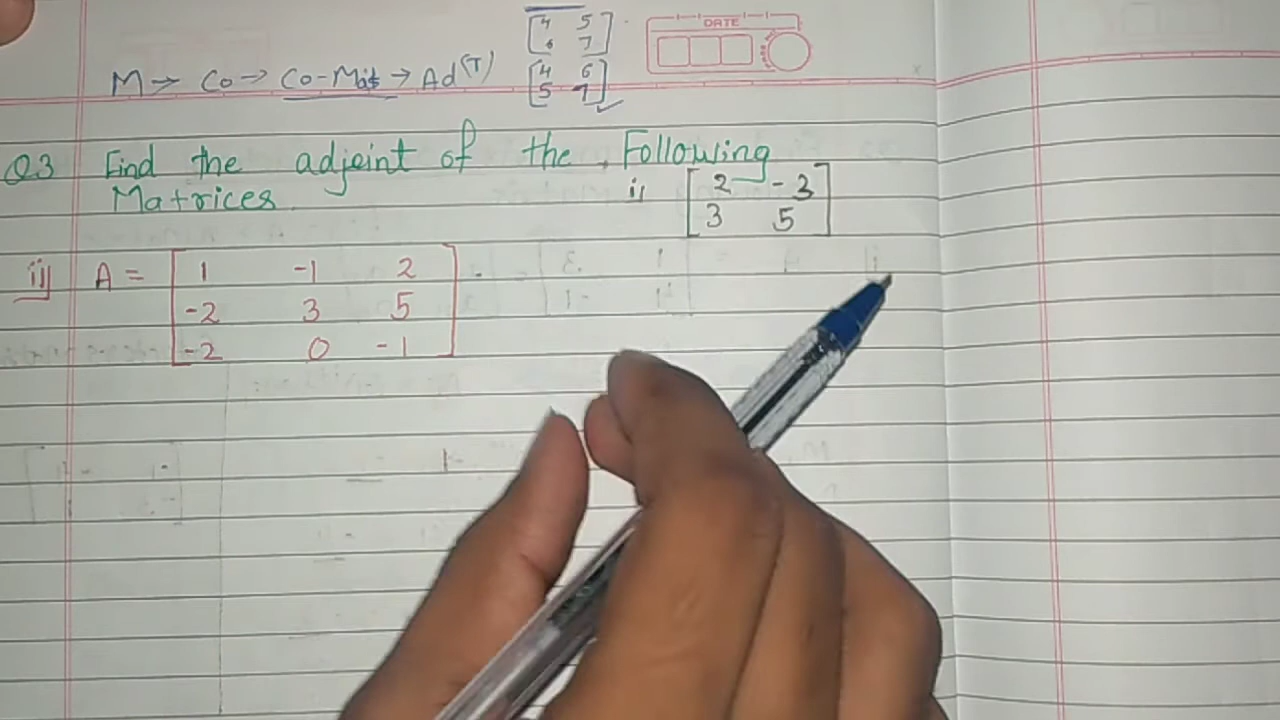 4 5
6 7
DATE
M → Co → Co-Mat → Ad(T)
4 6
5 7
Q3 Find the adjoint of the Following
Matrices.
i) 2 -3
3 5
ii) A = 1 -1 2
-2 3 5
-2 0 -1